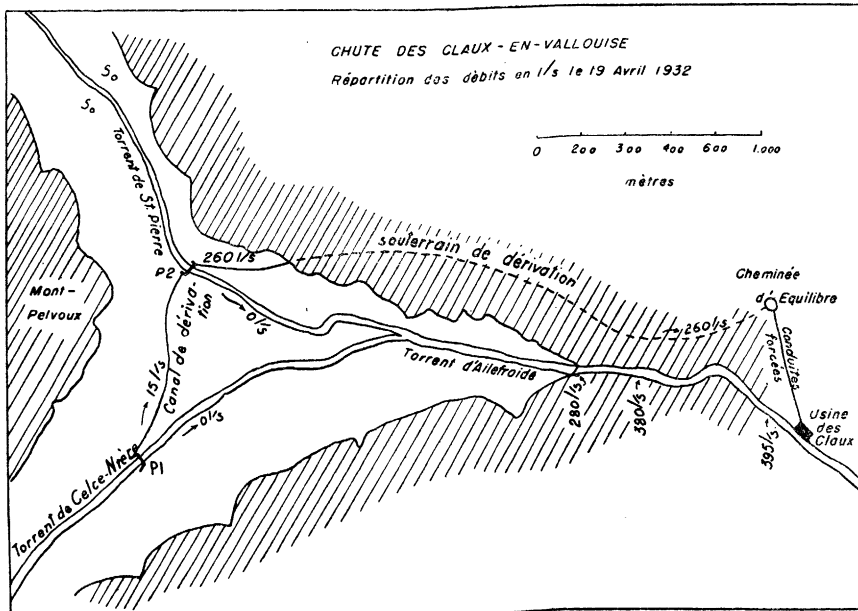 CHUTE DES CLAUX-EN-VALLOUISE
Répartition des débits en l/s le 19 Avril 1932
0 200 300 400 600 1.000
mètres
So
So
Torrent de St. Pierre
P2
260 l/s
souterrain de dérivation
Cheminée
d'Equilibre
Mont-
Pelvoux
Canal de dériva-
tion
0 l/s
260 l/s
Conduites
forcées
15 l/s
Torrent d'Ailefroide
280 l/s
380 l/s
395 l/s
Usine
des
Claux
0 l/s
P1
Torrent de Celce-Nière